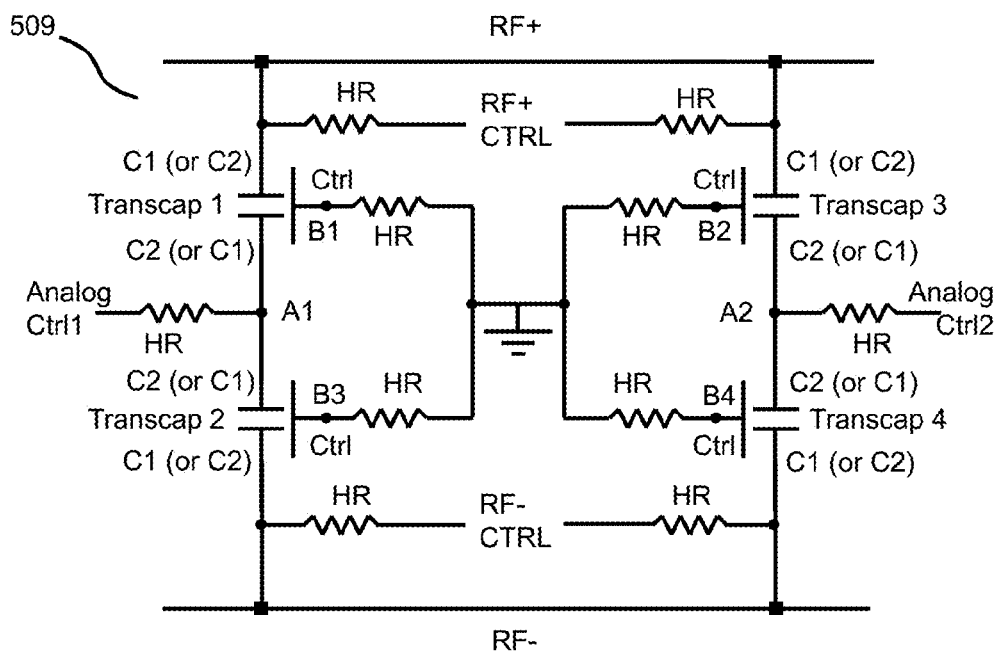 509
RF+
HR
RF+
CTRL
HR
C1 (or C2)
Ctrl
Transcap 1
B1
HR
C2 (or C1)
Ctrl
C1 (or C2)
B2
Transcap 3
HR
C2 (or C1)
Analog
Ctrl1
HR
A1
A2
HR
Analog
Ctrl2
C2 (or C1)
B3
HR
Transcap 2
Ctrl
C1 (or C2)
HR
B4
C2 (or C1)
Ctrl
Transcap 4
C1 (or C2)
HR
RF-
CTRL
HR
RF-